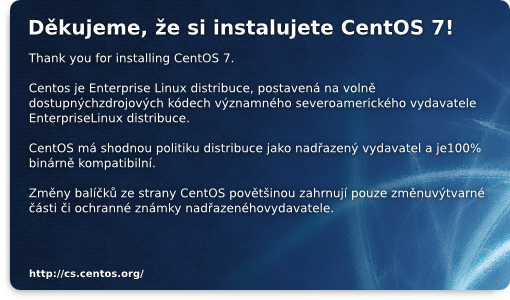 Děkujeme, že si instalujete CentOS 7!
Thank you for installing CentOS 7.
Centos je Enterprise Linux distribuce, postavená na volně
dostupnýchzdrojových kódech významného severoamerického vydavatele
EnterpriseLinux distribuce.
CentOS má shodnou politiku distribuce jako nadřazený vydavatel a je100%
binárně kompatibilní.
Změny balíčků ze strany CentOS povětšinou zahrnují pouze změnuvýtvarné
části či ochranné známky nadřazenéhovydavatele.
http://cs.centos.org/